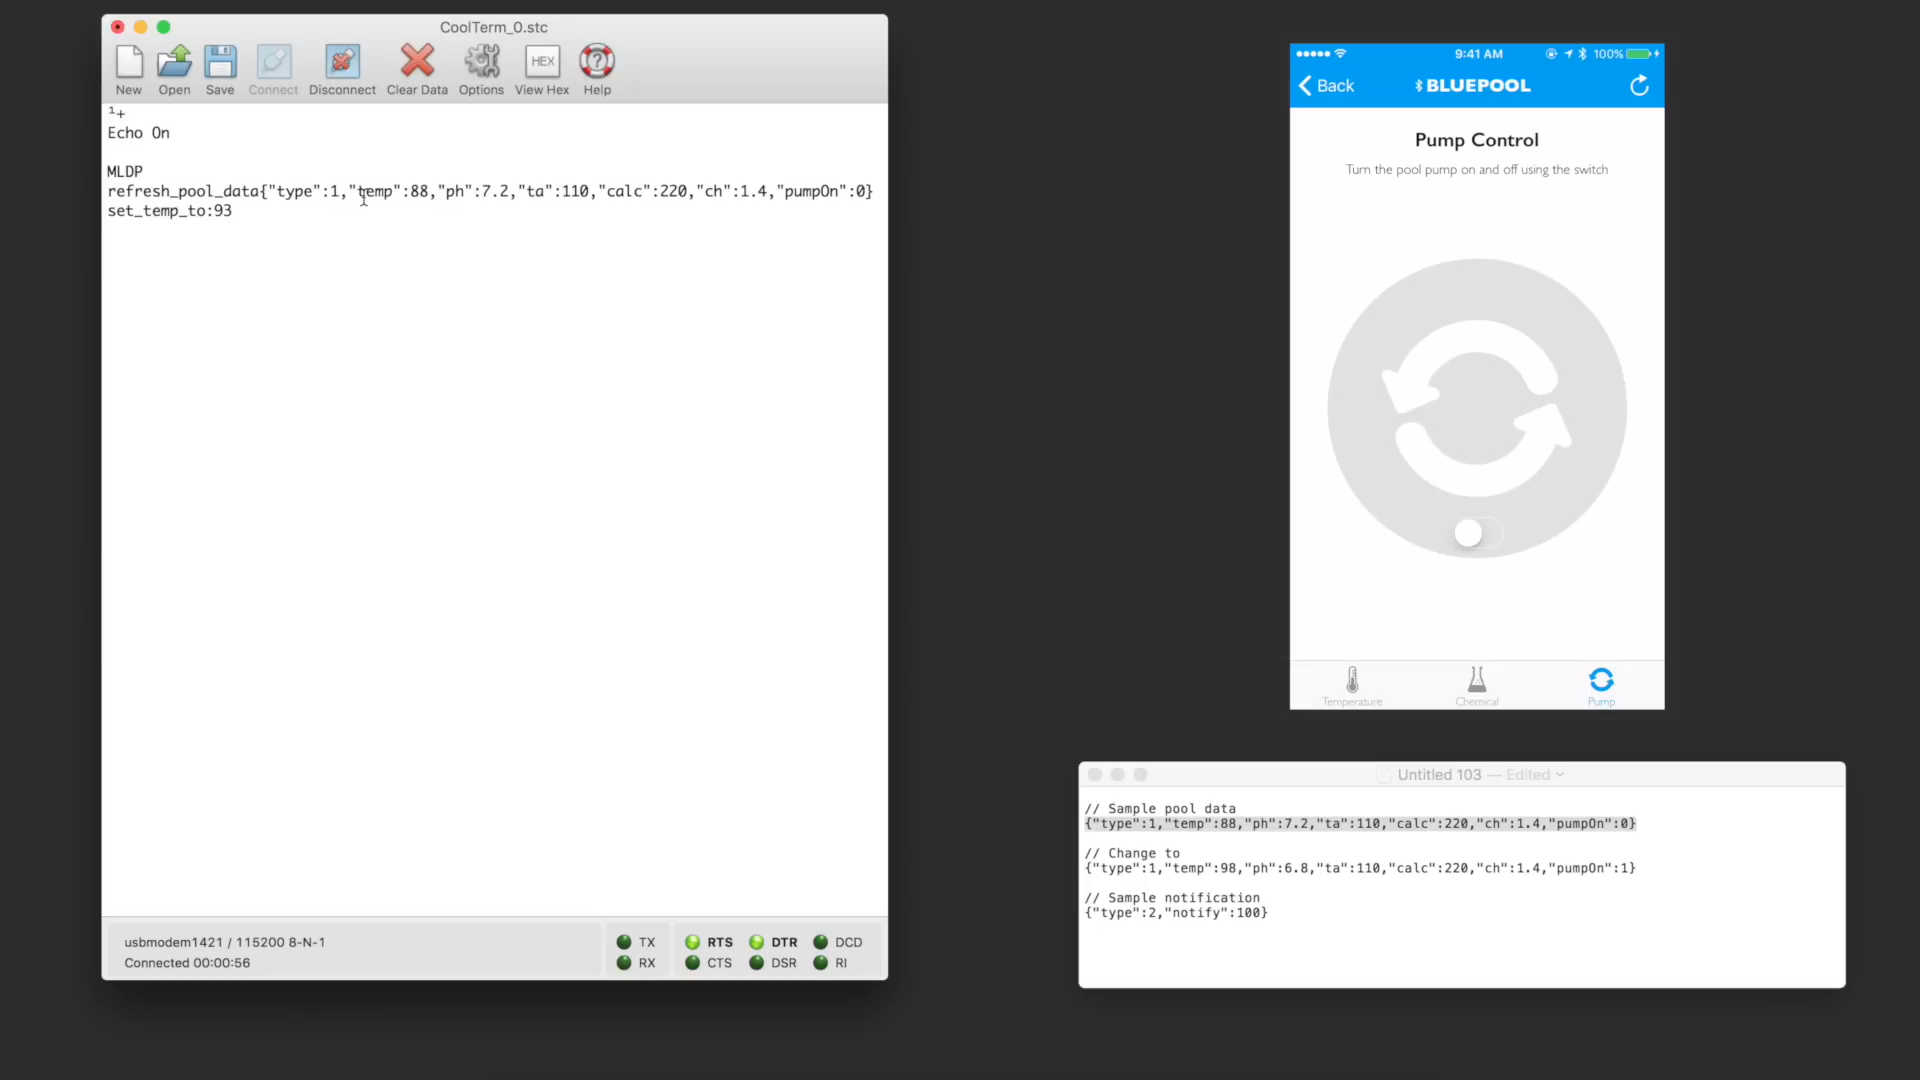 CoolTerm_0.stc
New Open Save Connect Disconnect Clear Data Options View Hex Help
HEX
¹+
Echo On
MLDP
refresh_pool_data{"type":1,"temp":88,"ph":7.2,"ta":110,"calc":220,"ch":1.4,"pumpOn":0}
set_temp_to:93
usbmodem1421 / 115200 8-N-1
Connected 00:00:56
TX RTS DTR DCD
RX CTS DSR RI
9:41 AM 100%
Back BLUEPOOL
Pump Control
Turn the pool pump on and off using the switch
Temperature Chemical Pump
Untitled 103 — Edited
// Sample pool data
{"type":1,"temp":88,"ph":7.2,"ta":110,"calc":220,"ch":1.4,"pumpOn":0}
// Change to
{"type":1,"temp":98,"ph":6.8,"ta":110,"calc":220,"ch":1.4,"pumpOn":1}
// Sample notification
{"type":2,"notify":100}